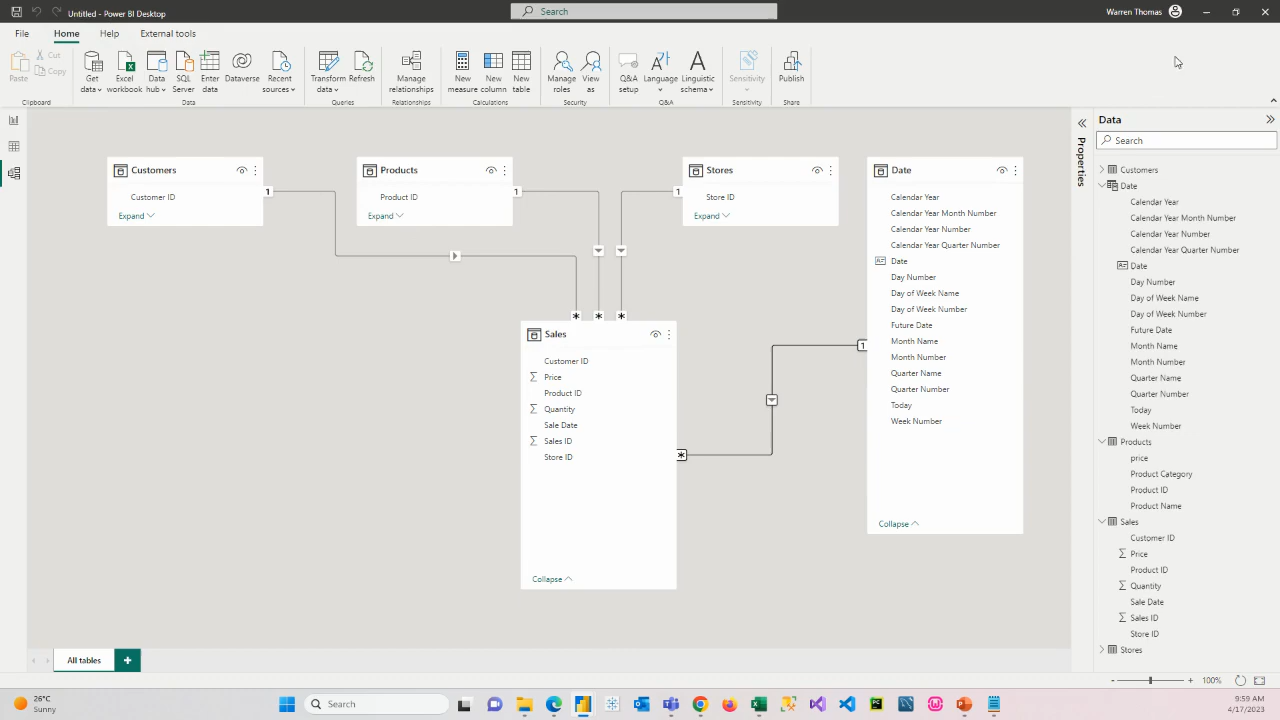 Untitled - Power BI Desktop
Search
Warren Thomas
File
Home
Help
External tools
Paste
Cut
Copy
Clipboard
Get data
Excel workbook
Data hub
SQL Server
Enter data
Dataverse
Recent sources
Data
Transform data
Refresh
Queries
Manage relationships
Relationships
New measure
New column
New table
Calculations
Manage roles
View as
Security
Q&A setup
Language
Linguistic schema
Q&A
Sensitivity
Sensitivity
Publish
Share
Customers
Customer ID
Expand
1
Products
Product ID
Expand
1
Stores
Store ID
Expand
1
Date
Calendar Year
Calendar Year Month Number
Calendar Year Number
Calendar Year Quarter Number
Date
Day Number
Day of Week Name
Day of Week Number
Future Date
Month Name
Month Number
Quarter Name
Quarter Number
Today
Week Number
Collapse
1
* * *
Sales
Customer ID
Σ Price
Product ID
Σ Quantity
Sale Date
Σ Sales ID
Store ID
Collapse
*
Properties
Data
Search
Customers
Date
Calendar Year
Calendar Year Month Number
Calendar Year Number
Calendar Year Quarter Number
Date
Day Number
Day of Week Name
Day of Week Number
Future Date
Month Name
Month Number
Quarter Name
Quarter Number
Today
Week Number
Products
price
Product Category
Product ID
Product Name
Sales
Customer ID
Σ Price
Product ID
Σ Quantity
Sale Date
Σ Sales ID
Store ID
Stores
All tables
+
- + 100%
26°C
Sunny
Search
9:59 AM
4/17/2023